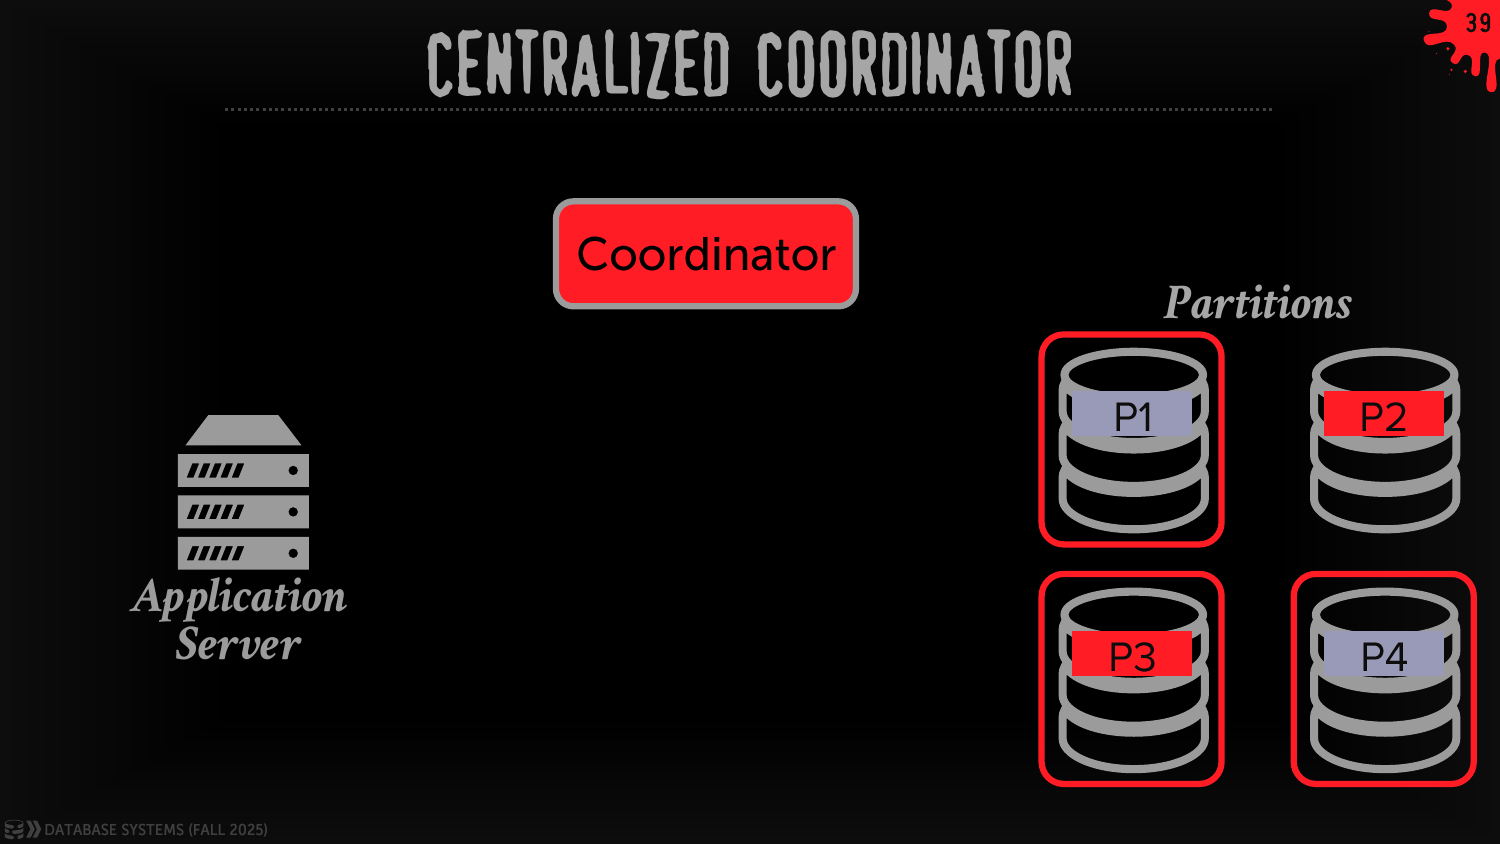 39
CENTRALIZED COORDINATOR
Coordinator
Partitions
P1
P2
Application
Server
P3
P4
DATABASE SYSTEMS (FALL 2025)